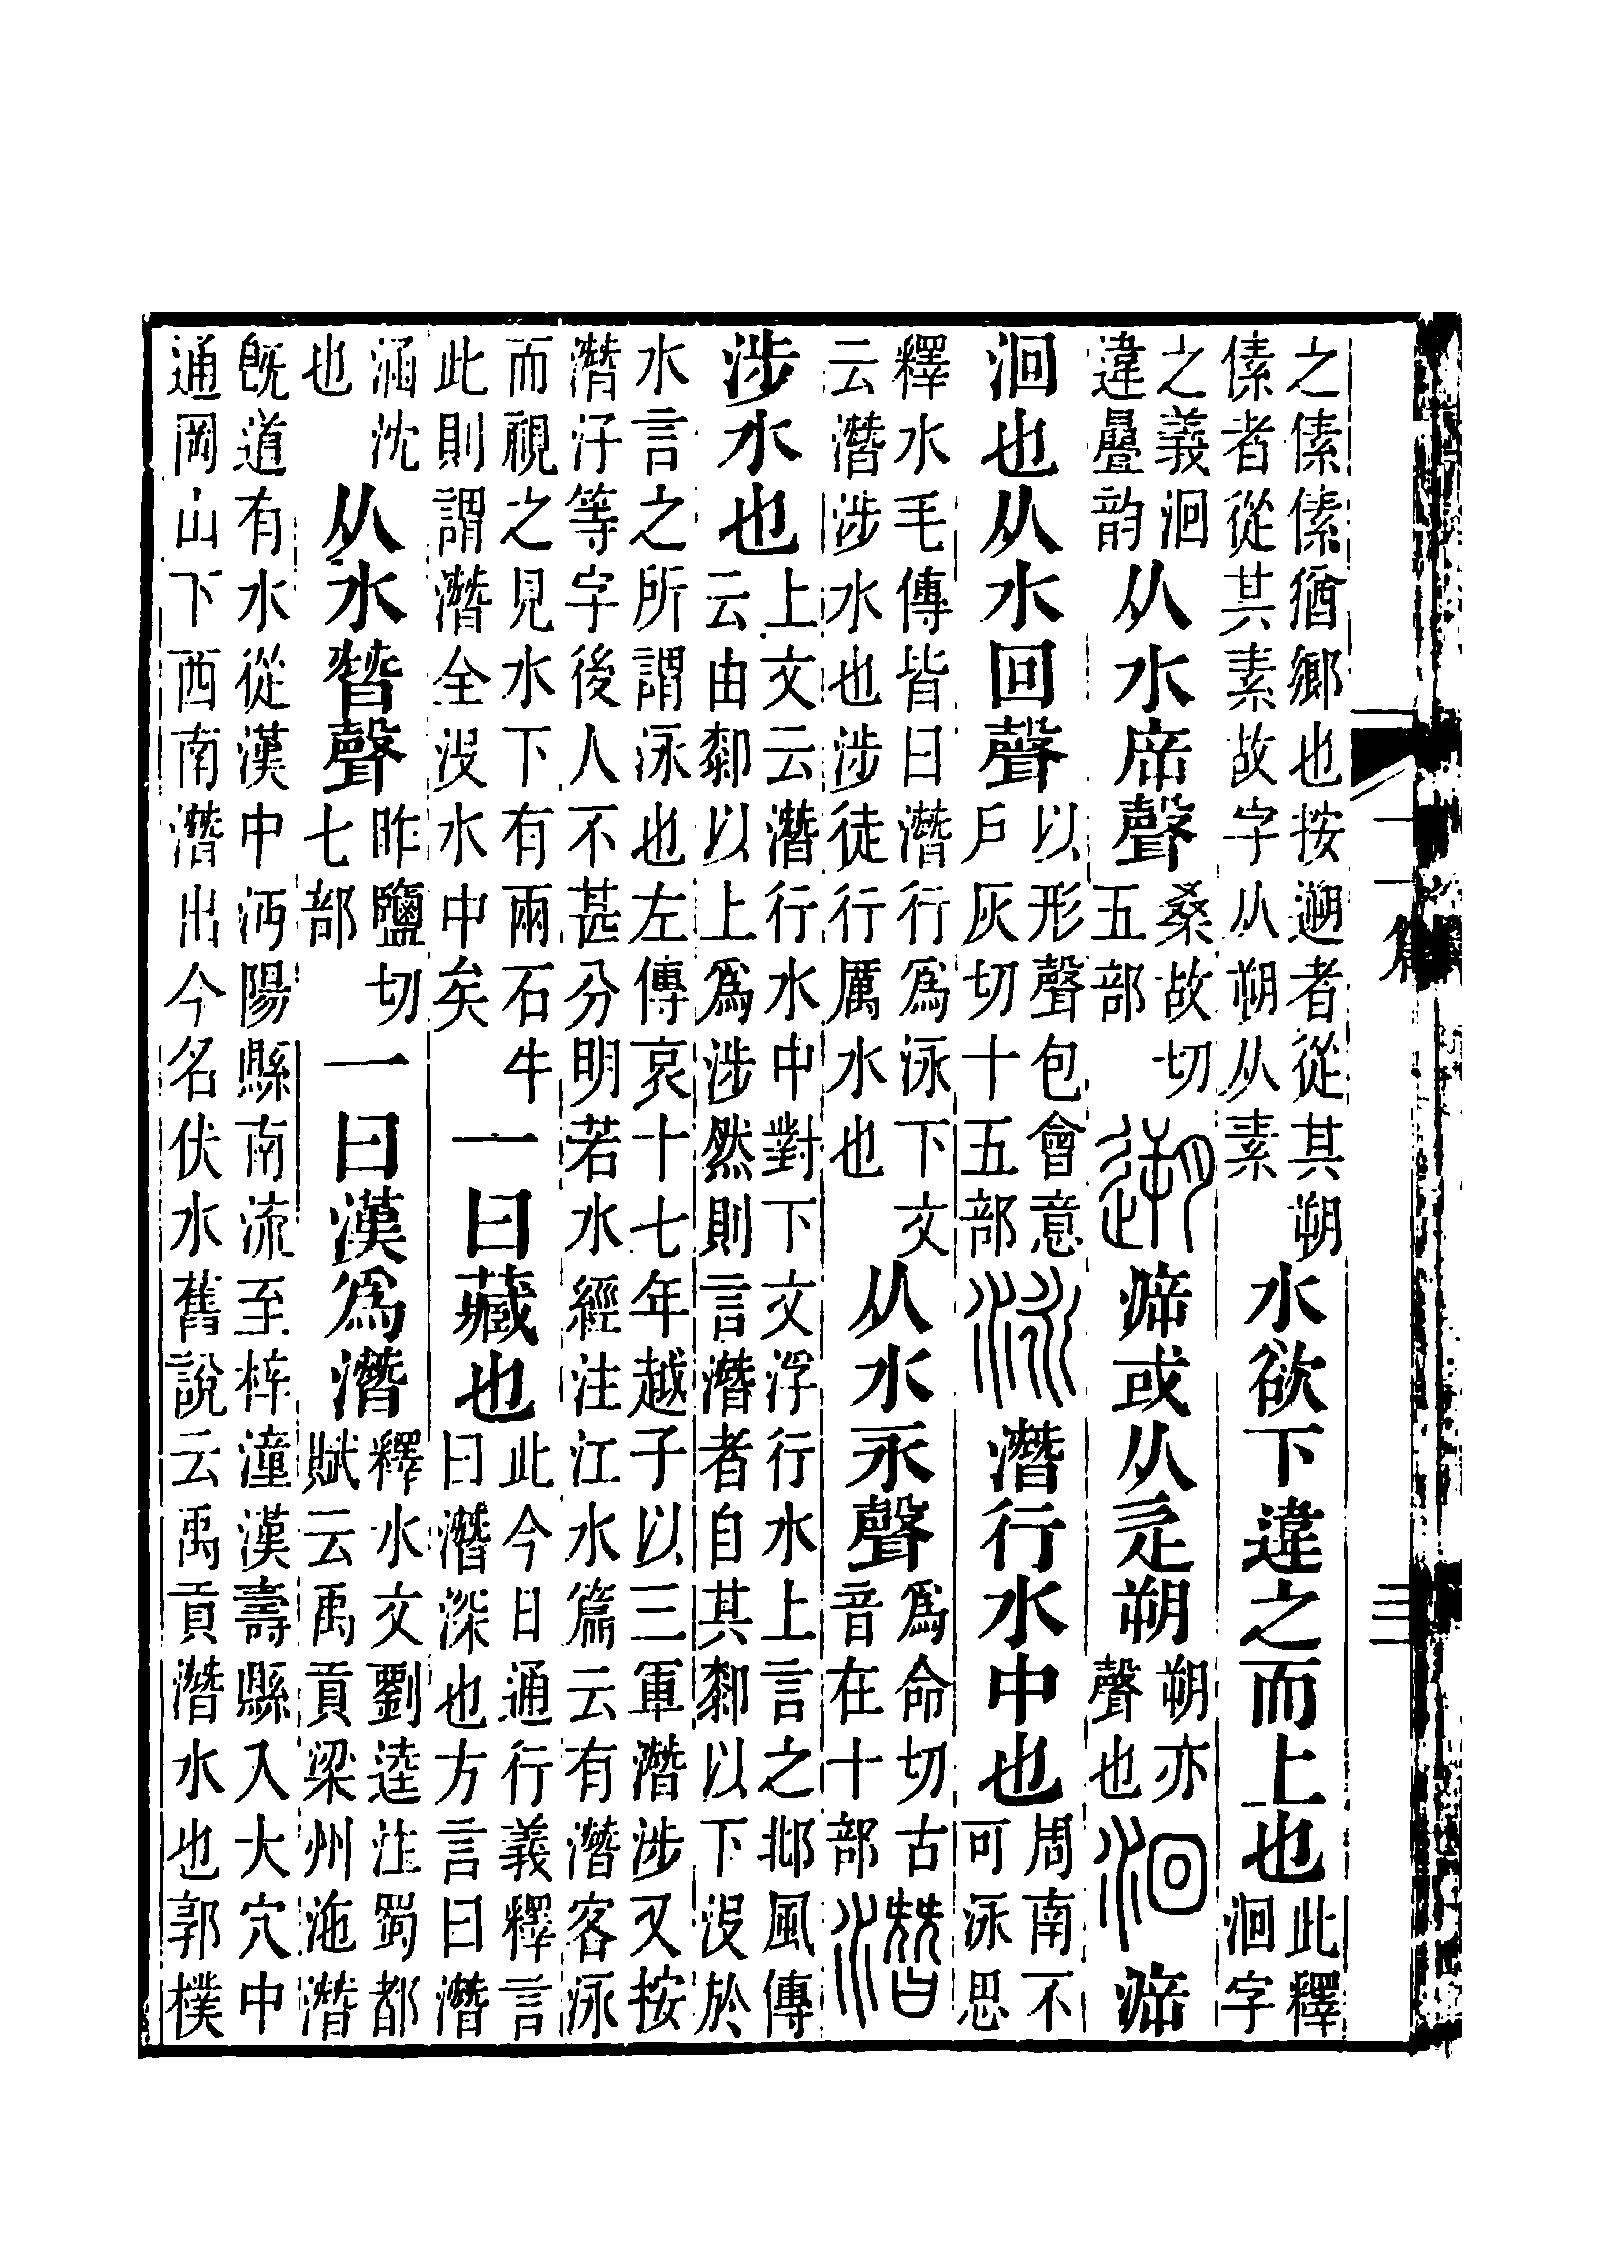 之傃傃猶鄉也按遡者從其朔傃者從其素故字从朔从素水欲下違之而上也此釋洄字
之義洄違曡韵从水㡿聲桑故切五部遡㴑或从辵朔朔亦聲也洄㴑
洄也从水回聲以形聲包會意戶灰切十五部泳潛行水中也周南不可泳思
釋水毛傳皆曰潛行爲泳下文云潛涉水也涉徒行厲水也从水永聲爲命切古音在十部潛
涉水也上文云潛行水中對下文浮行水上言之邶風傳云由厀以上爲涉然則言潛者自其厀以下沒於
水言之所謂泳也左傳哀十七年越子以三軍潛涉又按潛汓等字後人不甚分明若水經注江水篇云有潛客泳
而視之見水下有兩石牛此則謂潛全沒水中矣一曰藏也此今日通行義釋言曰潛深也方言曰潛
涵沈也从水朁聲昨鹽切七部一曰漢爲潛釋水文劉逵注蜀都賦云禹貢梁州沱潛
旣道有水從漢中沔陽縣南流至梓潼漢壽縣入大穴中通岡山下西南潛出今名伏水舊說云禹貢潛水也郭樸